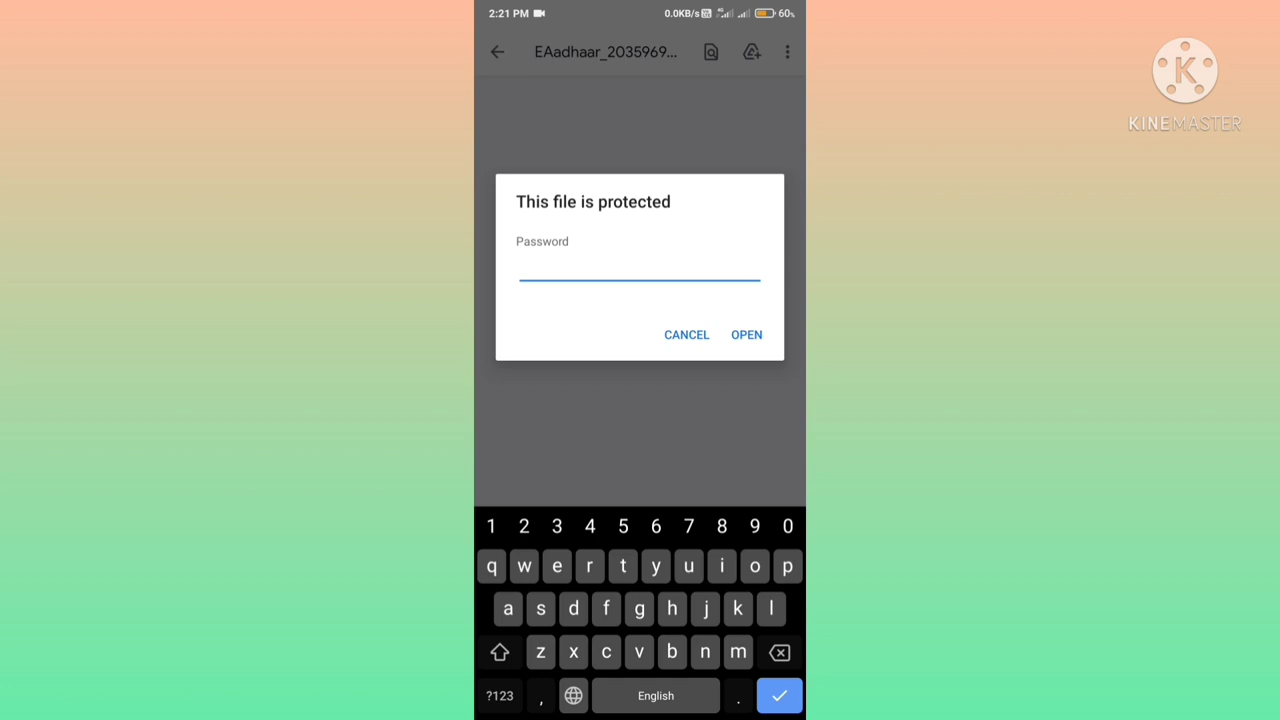 2:21 PM 0.0KB/s 4G 60%
EAadhaar_2035969...
This file is protected
Password
CANCEL OPEN
1 2 3 4 5 6 7 8 9 0
q w e r t y u i o p
a s d f g h j k l
z x c v b n m
?123 , English .
K
KINEMASTER